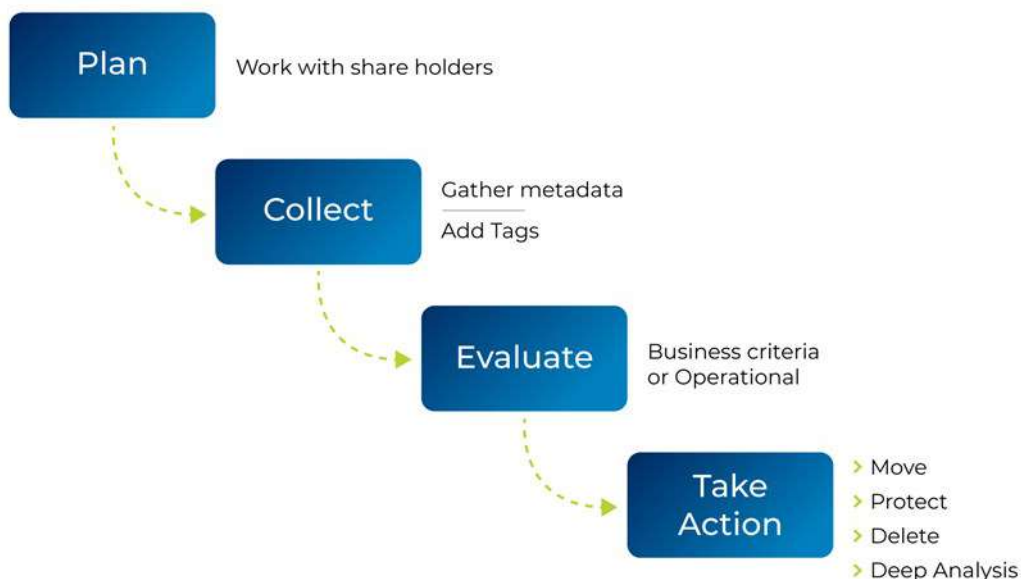 Plan
Work with share holders
Collect
Gather metadata
Add Tags
Evaluate
Business criteria
or Operational
Take
Action
Move
Protect
Delete
Deep Analysis